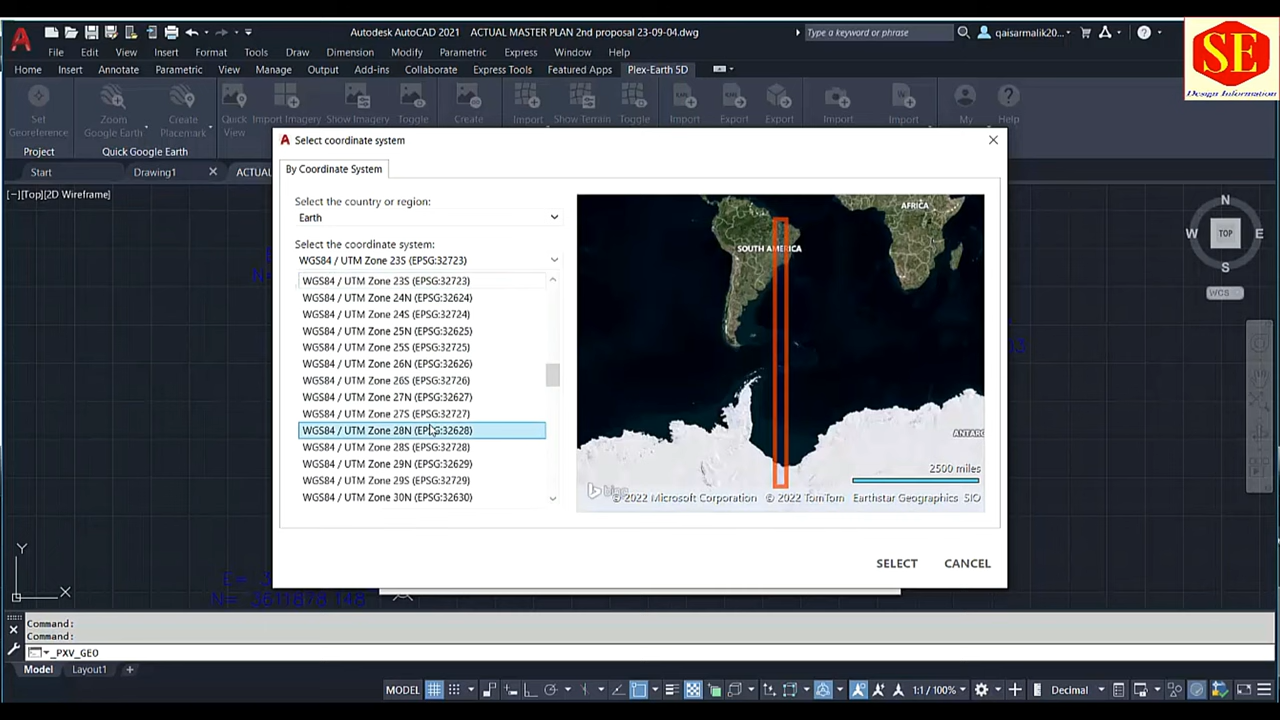 Autodesk AutoCAD 2021 ACTUAL MASTER PLAN 2nd proposal 23-09-04.dwg
Type a keyword or phrase
qaisarmalik20...
SE
Design Information
File Edit View Insert Format Tools Draw Dimension Modify Parametric Express Window Help
Home Insert Annotate Parametric View Manage Output Add-ins Collaborate Express Tools Featured Apps Plex-Earth 5D
Set Zoom Create Quick Import Imagery Show Imagery Toggle Create Import Show Terrain Toggle Import Export Export Import Import My Help
Georeference Google Earth Placemark View
Project Quick Google Earth
Start Drawing1 ACTUAL
[−][Top][2D Wireframe]
Select coordinate system
By Coordinate System
Select the country or region:
Earth
Select the coordinate system:
WGS84 / UTM Zone 23S (EPSG:32723)
WGS84 / UTM Zone 23S (EPSG:32723)
WGS84 / UTM Zone 24N (EPSG:32624)
WGS84 / UTM Zone 24S (EPSG:32724)
WGS84 / UTM Zone 25N (EPSG:32625)
WGS84 / UTM Zone 25S (EPSG:32725)
WGS84 / UTM Zone 26N (EPSG:32626)
WGS84 / UTM Zone 26S (EPSG:32726)
WGS84 / UTM Zone 27N (EPSG:32627)
WGS84 / UTM Zone 27S (EPSG:32727)
WGS84 / UTM Zone 28N (EPSG:32628)
WGS84 / UTM Zone 28S (EPSG:32728)
WGS84 / UTM Zone 29N (EPSG:32629)
WGS84 / UTM Zone 29S (EPSG:32729)
WGS84 / UTM Zone 30N (EPSG:32630)
AFRICA
SOUTH AMERICA
ANTARC
2500 miles
bing
© 2022 Microsoft Corporation © 2022 TomTom Earthstar Geographics SIO
SELECT CANCEL
N
W TOP E
S
WCS
Y
X
E= 3
N= 3611878.148
Command:
Command:
_PXV_GEO
Model Layout1 +
MODEL 1:1 / 100% Decimal